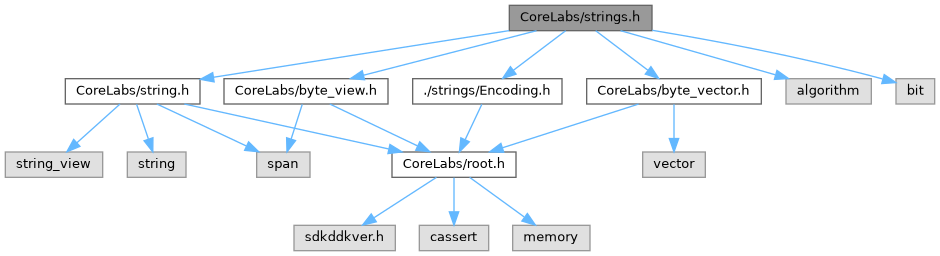 CoreLabs/strings.h
CoreLabs/string.h
CoreLabs/byte_view.h
./strings/Encoding.h
CoreLabs/byte_vector.h
algorithm
bit
string_view
string
span
CoreLabs/root.h
vector
sdkddkver.h
cassert
memory